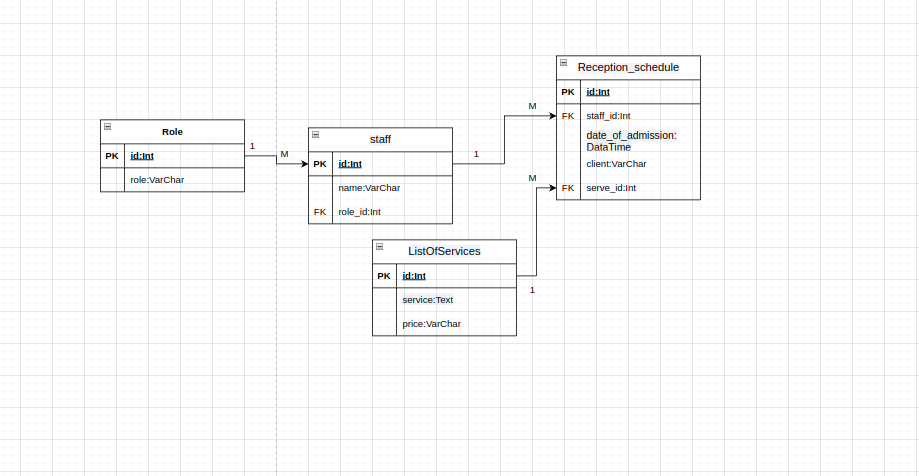 Role
PK id:Int
role:VarChar
1
M
staff
PK id:Int
name:VarChar
FK role_id:Int
1
M
Reception_schedule
PK id:Int
FK staff_id:Int
date_of_admission:
DataTime
client:VarChar
FK serve_id:Int
M
1
ListOfServices
PK id:Int
service:Text
price:VarChar